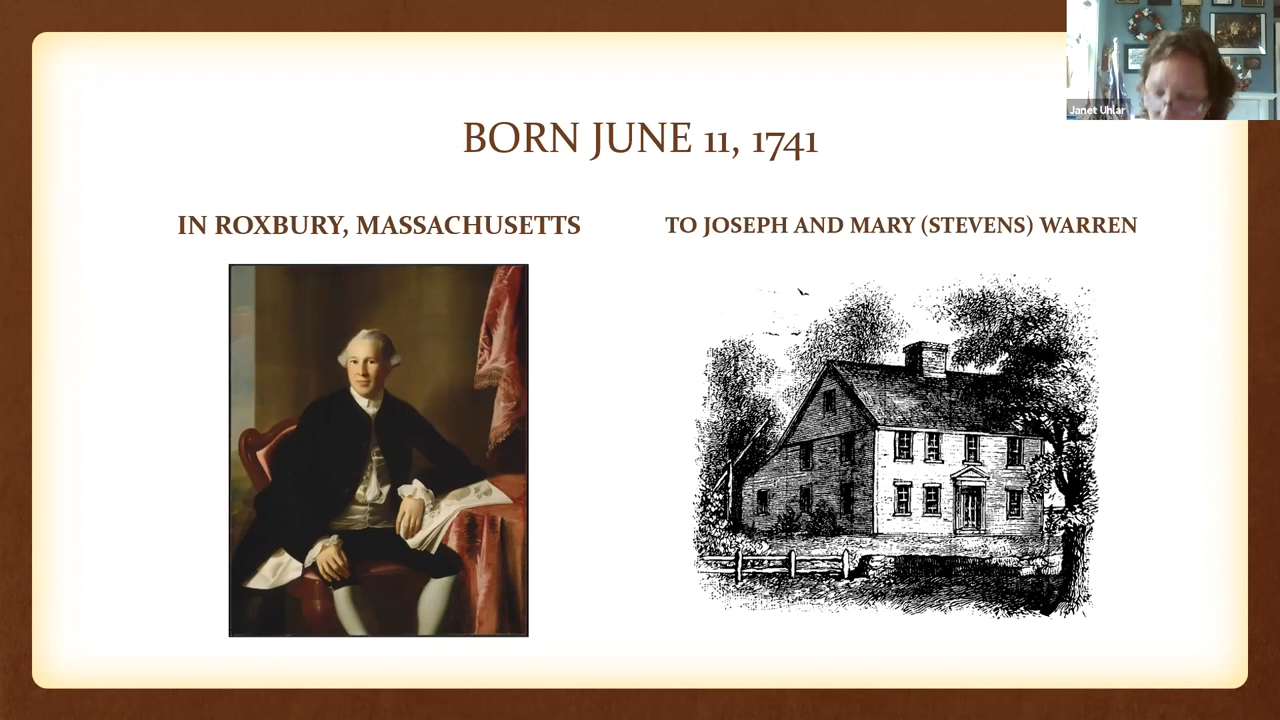 BORN JUNE 11, 1741
IN ROXBURY, MASSACHUSETTS
TO JOSEPH AND MARY (STEVENS) WARREN
Janet Uhlar